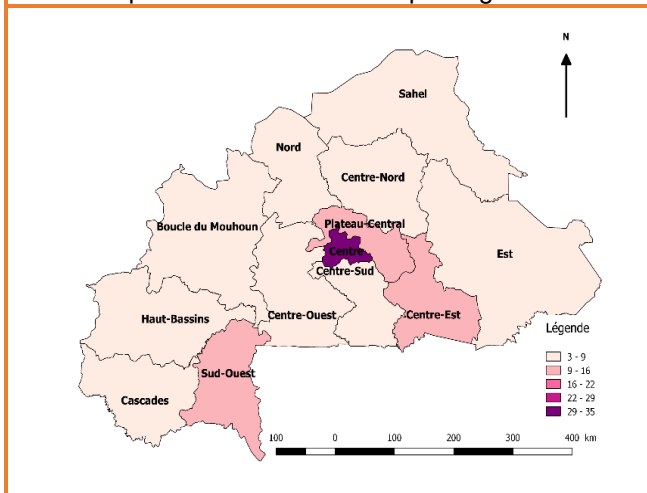 N
Sahel
Nord
Centre-Nord
Plateau-Central
Boucle du Mouhoun
Centre
Est
Centre-Sud
Haut-Bassins
Centre-Ouest
Centre-Est
Légende
3 - 9
9 - 16
16 - 22
22 - 29
29 - 35
Sud-Ouest
Cascades
100 0 100 200 300 400 km